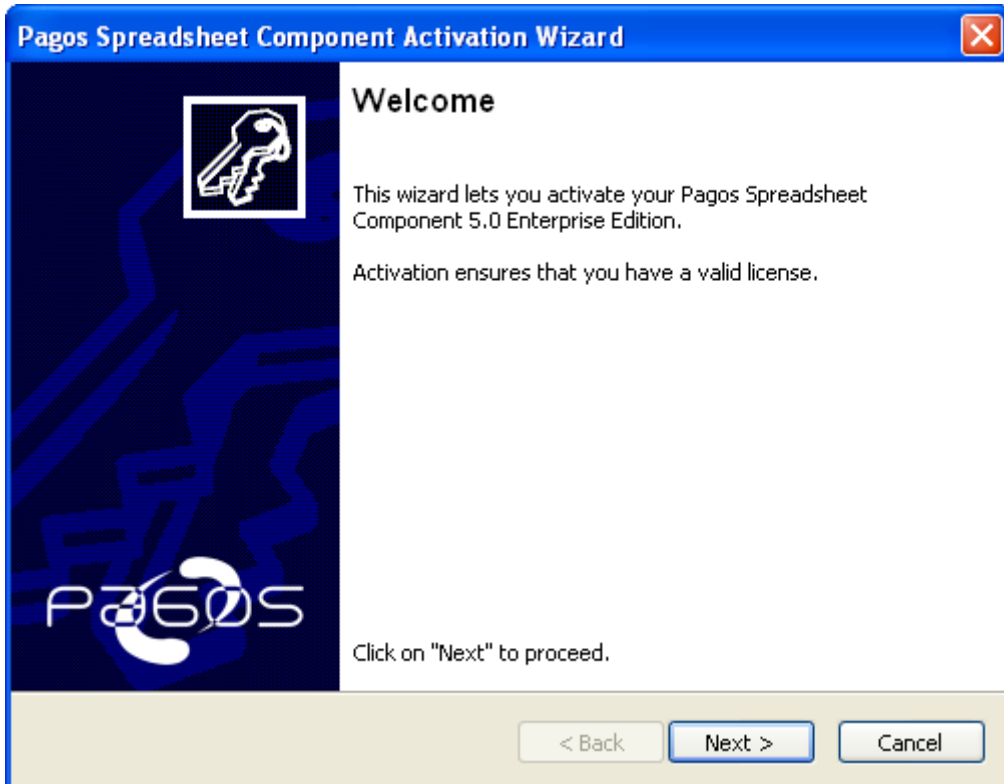 Pagos Spreadsheet Component Activation Wizard
Welcome
This wizard lets you activate your Pagos Spreadsheet
Component 5.0 Enterprise Edition.
Activation ensures that you have a valid license.
PAGOS
Click on "Next" to proceed.
< Back
Next >
Cancel